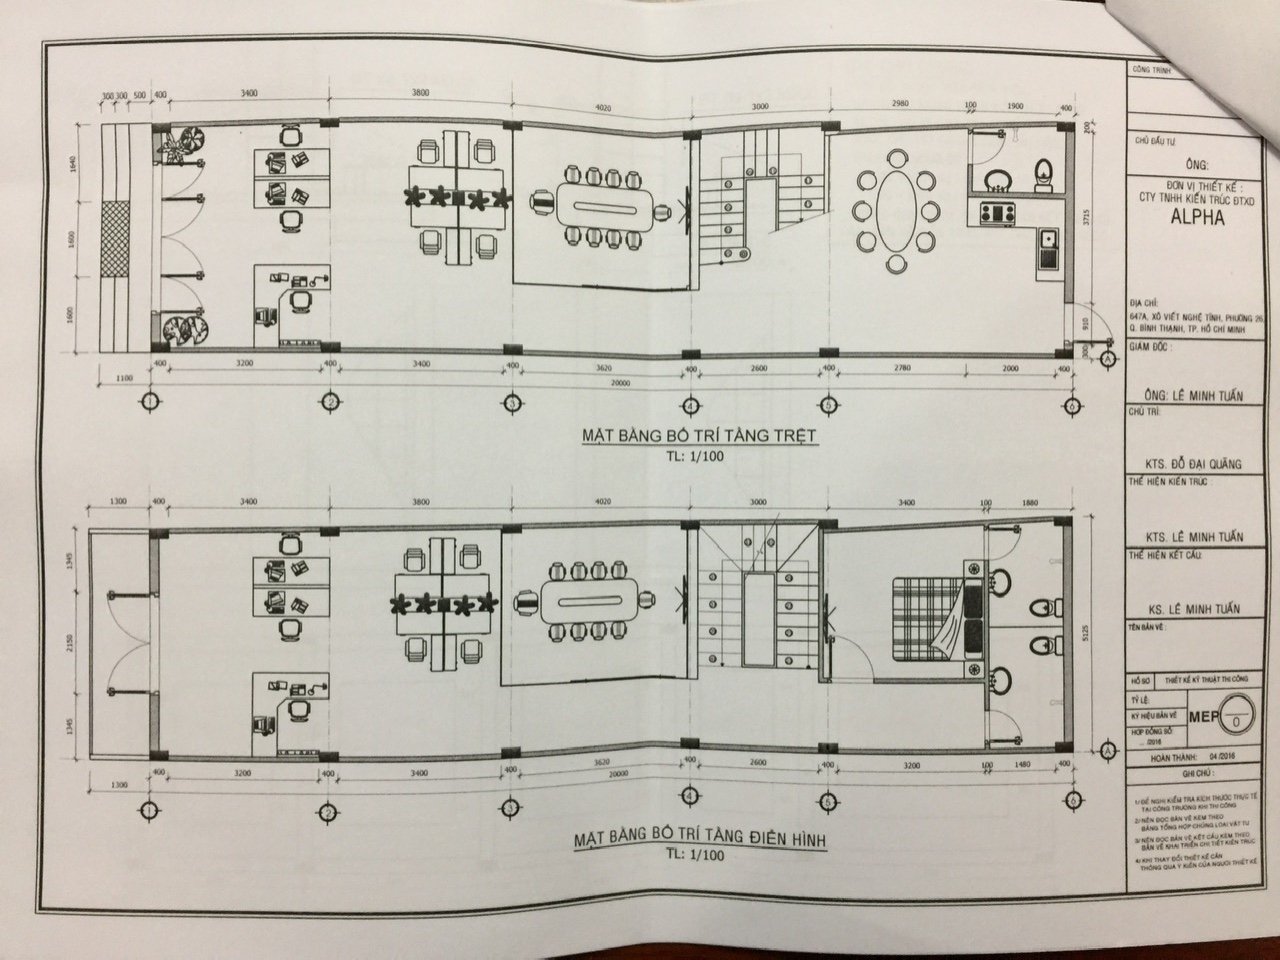 300 300 500 400 3400 3800 4020 3000 2980 100 1900 400
200
1640
1600
3715
1600
910
300
A
400 3200 400 3400 400 3620 400 2600 400 2780 2000 400
1100
20000
1 2 3 4 5 6
MẶT BẰNG BỐ TRÍ TẦNG TRỆT
TL: 1/100
1300 400 3400 3800 4020 3000 3400 100 1880
1345
2150
5125
1345
A
400 3200 400 3400 400 3620 400 2600 400 3200 100 1480 400
1300
20000
1 2 3 4 5 6
MẶT BẰNG BỐ TRÍ TẦNG ĐIỂN HÌNH
TL: 1/100
CÔNG TRÌNH
CHỦ ĐẦU TƯ:
ÔNG:
ĐƠN VỊ THIẾT KẾ :
CTY TNHH KIẾN TRÚC ĐTXD
ALPHA
ĐỊA CHỈ:
647A, XÔ VIẾT NGHỆ TĨNH, PHƯỜNG 26,
Q. BÌNH THẠNH, TP. HỒ CHÍ MINH
GIÁM ĐỐC :
ÔNG: LÊ MINH TUẤN
CHỦ TRÌ:
KTS. ĐỖ ĐẠI QUÃNG
THỂ HIỆN KIẾN TRÚC :
KTS. LÊ MINH TUẤN
THỂ HIỆN KẾT CẤU:
KS. LÊ MINH TUẤN
TÊN BẢN VẼ :
HỒ SƠ THIẾT KẾ KỸ THUẬT THI CÔNG
TỶ LỆ:
KÝ HIỆU BẢN VẼ
MEP 0
HỢP ĐỒNG SỐ:
... /2016
HOÀN THÀNH: 04/2016
GHI CHÚ :
1/ ĐỀ NGHỊ KIỂM TRA KÍCH THƯỚC THỰC TẾ
TẠI CÔNG TRƯỜNG KHI THI CÔNG
2/ NÊN ĐỌC BẢN VẼ KÈM THEO
BẢNG TỔNG HỢP CHỦNG LOẠI VẬT TƯ
3/ NÊN ĐỌC BẢN VẼ KẾT CẤU KÈM THEO
BẢN VẼ KHAI TRIỂN CHI TIẾT KIẾN TRÚC
4/ KHI THAY ĐỔI THIẾT KẾ CẦN
THÔNG QUA Ý KIẾN CỦA NGƯỜI THIẾT KẾ